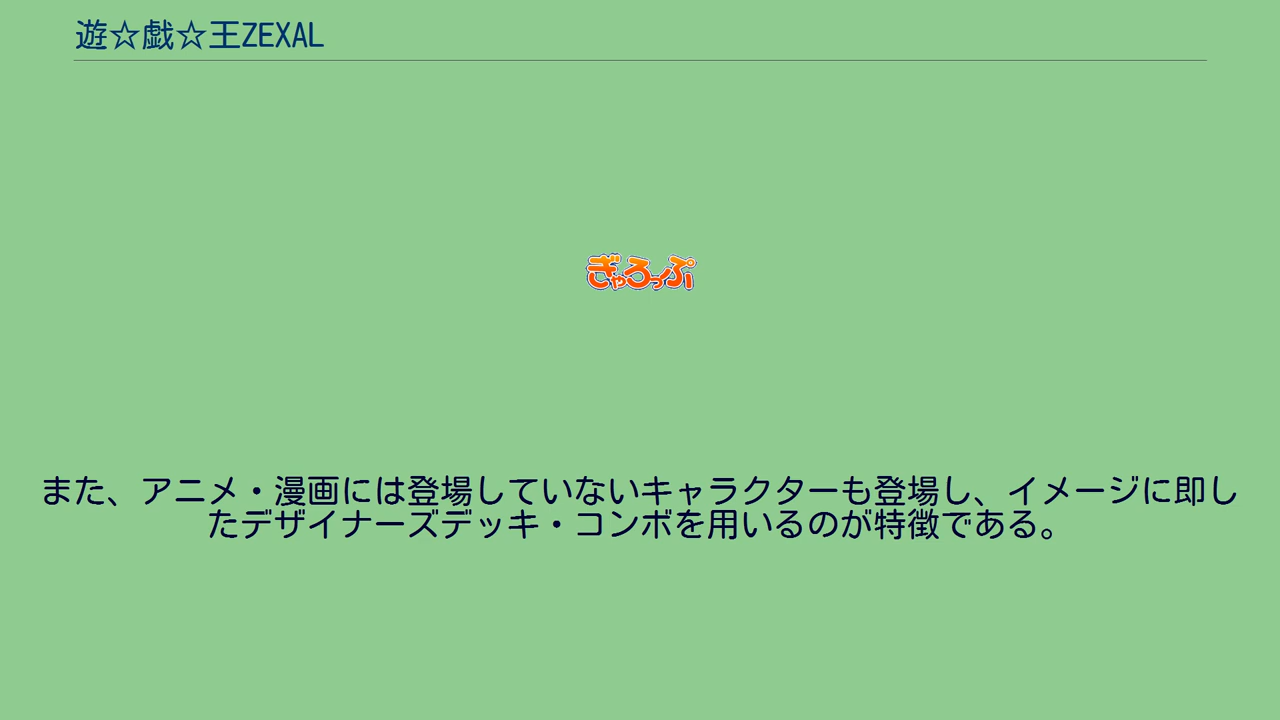 遊☆戯☆王ZEXAL
ぎゃろっぷ
また、アニメ・漫画には登場していないキャラクターも登場し、イメージに即し
たデザイナーズデッキ・コンボを用いるのが特徴である。